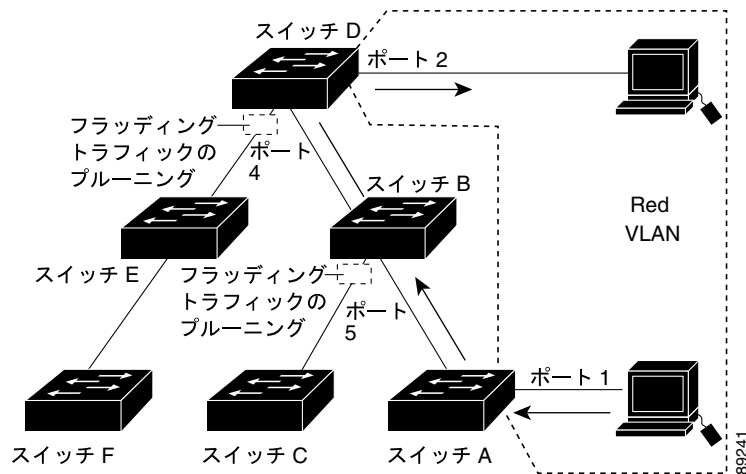 スイッチ D
ポート 2
フラッディング
トラフィックの
プルーニング
ポート
4
スイッチ B
Red
VLAN
スイッチ E
フラッディング
トラフィックの
プルーニング
ポート
5
ポート 1
スイッチ F
スイッチ C
スイッチ A
89241